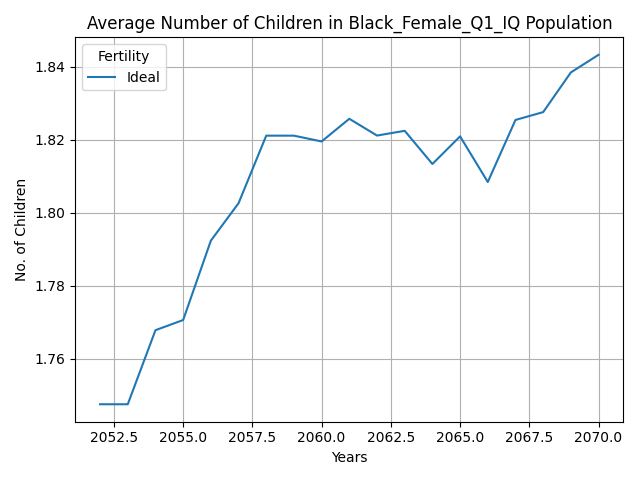 Average Number of Children in Black_Female_Q1_IQ Population
Fertility
Ideal
No. of Children
1.84
1.82
1.80
1.78
1.76
2052.5 2055.0 2057.5 2060.0 2062.5 2065.0 2067.5 2070.0
Years